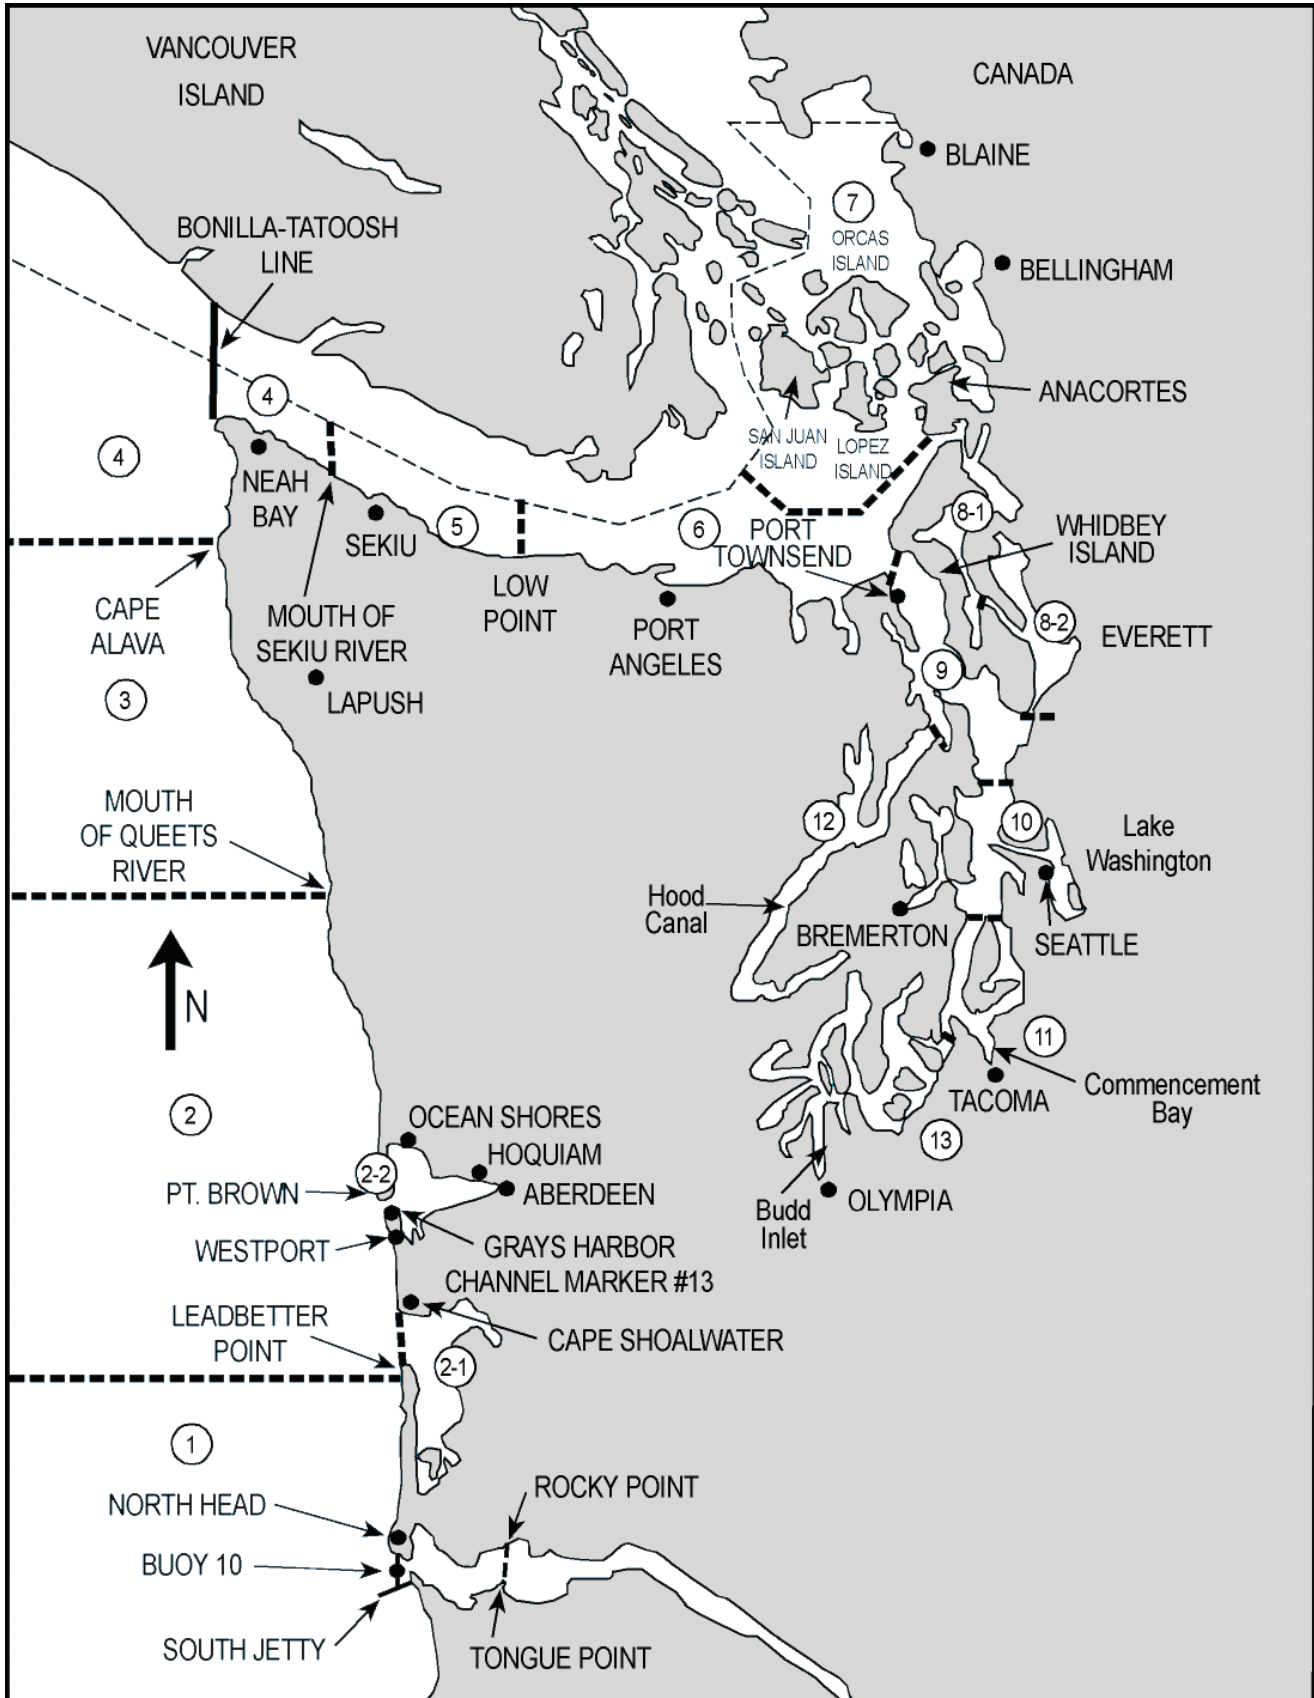 VANCOUVER
ISLAND
CANADA
BLAINE
7
ORCAS
ISLAND
BONILLA-TATOOSH
LINE
BELLINGHAM
4
ANACORTES
4
SAN JUAN
ISLAND
LOPEZ
ISLAND
NEAH
BAY
SEKIU
5
6
PORT
TOWNSEND
8-1
WHIDBEY
ISLAND
CAPE
ALAVA
MOUTH OF
SEKIU RIVER
LOW
POINT
PORT
ANGELES
8-2
EVERETT
3
LAPUSH
9
MOUTH
OF QUEETS
RIVER
12
10
Lake
Washington
Hood
Canal
BREMERTON
SEATTLE
N
11
TACOMA
Commencement
Bay
2
OCEAN SHORES
HOQUIAM
13
2-2
PT. BROWN
ABERDEEN
OLYMPIA
Budd
Inlet
WESTPORT
GRAYS HARBOR
CHANNEL MARKER #13
LEADBETTER
POINT
CAPE SHOALWATER
2-1
1
NORTH HEAD
ROCKY POINT
BUOY 10
SOUTH JETTY
TONGUE POINT